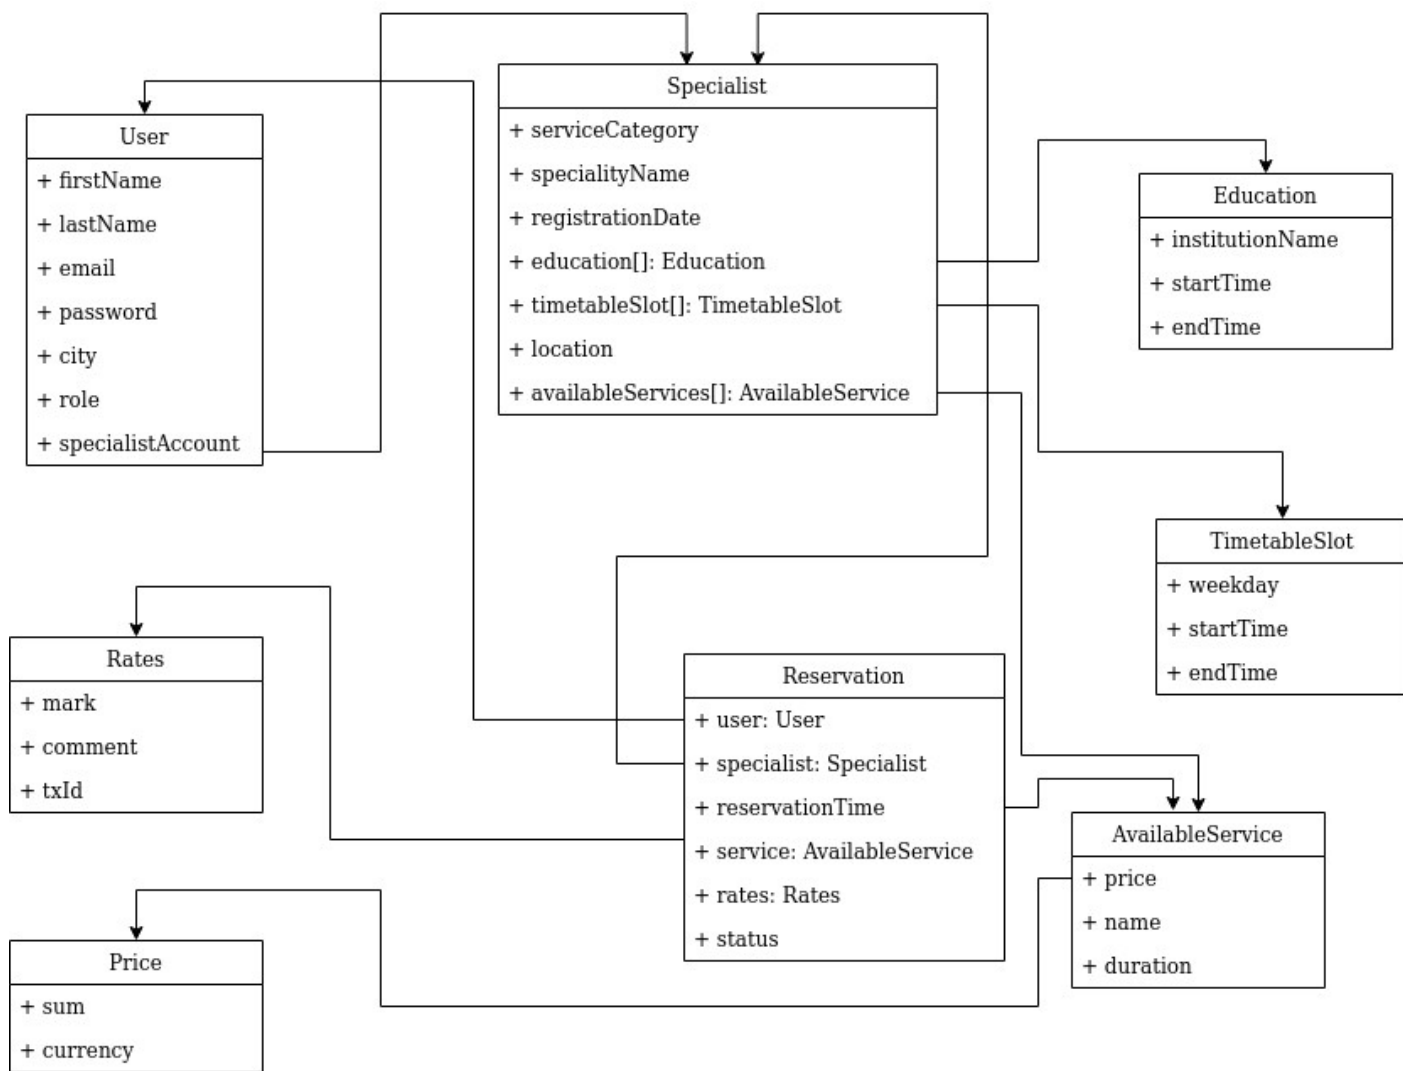 Specialist
+ serviceCategory
+ specialityName
+ registrationDate
+ education[]: Education
+ timetableSlot[]: TimetableSlot
+ location
+ availableServices[]: AvailableService
User
+ firstName
+ lastName
+ email
+ password
+ city
+ role
+ specialistAccount
Education
+ institutionName
+ startTime
+ endTime
TimetableSlot
+ weekday
+ startTime
+ endTime
Rates
+ mark
+ comment
+ txId
Reservation
+ user: User
+ specialist: Specialist
+ reservationTime
+ service: AvailableService
+ rates: Rates
+ status
AvailableService
+ price
+ name
+ duration
Price
+ sum
+ currency